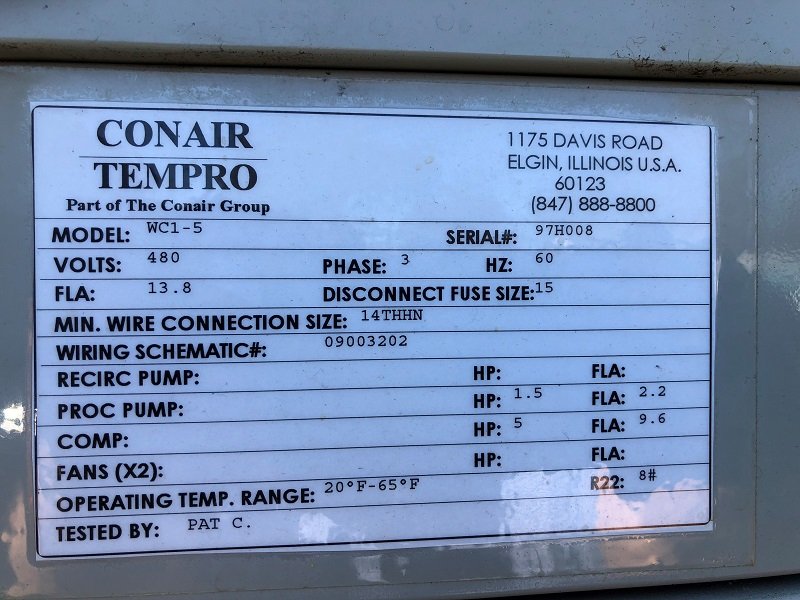 CONAIR
TEMPRO
Part of The Conair Group
1175 DAVIS ROAD
ELGIN, ILLINOIS U.S.A.
60123
(847) 888-8800
MODEL: WC1-5 SERIAL#: 97H008
VOLTS: 480 PHASE: 3 HZ: 60
FLA: 13.8 DISCONNECT FUSE SIZE: 15
MIN. WIRE CONNECTION SIZE: 14THHN
WIRING SCHEMATIC#: 09003202
RECIRC PUMP: HP: FLA:
PROC PUMP: HP: 1.5 FLA: 2.2
COMP: HP: 5 FLA: 9.6
FANS (X2): HP: FLA:
OPERATING TEMP. RANGE: 20°F-65°F R22: 8#
TESTED BY: PAT C.